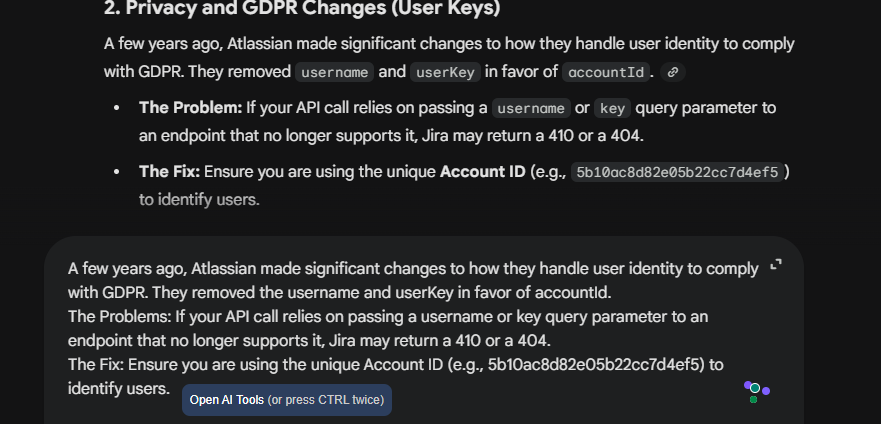 2. Privacy and GDPR Changes (User Keys)
A few years ago, Atlassian made significant changes to how they handle user identity to comply
with GDPR. They removed username and userKey in favor of accountId.
• The Problem: If your API call relies on passing a username or key query parameter to
an endpoint that no longer supports it, Jira may return a 410 or a 404.
• The Fix: Ensure you are using the unique Account ID (e.g., 5b10ac8d82e05b22cc7d4ef5)
to identify users.
A few years ago, Atlassian made significant changes to how they handle user identity to comply
with GDPR. They removed the username and userKey in favor of accountId.
The Problems: If your API call relies on passing a username or key query parameter to an
endpoint that no longer supports it, Jira may return a 410 or a 404.
The Fix: Ensure you are using the unique Account ID (e.g., 5b10ac8d82e05b22cc7d4ef5) to
identify users.
Open AI Tools (or press CTRL twice)